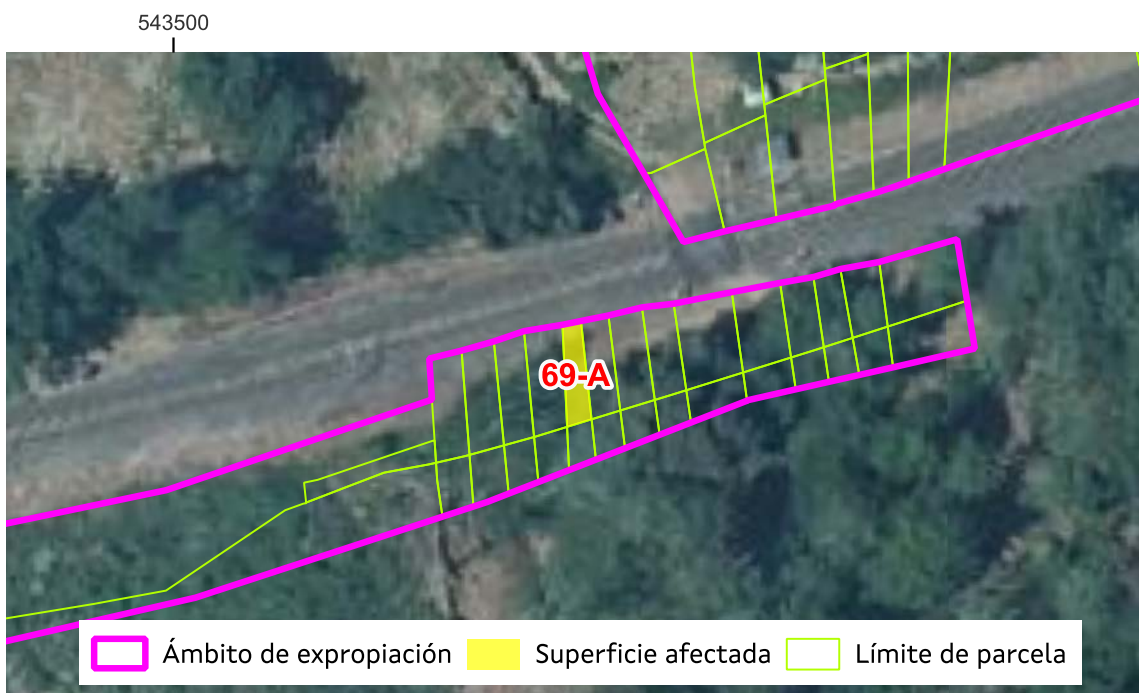 543500
69-A
Ámbito de expropiación Superficie afectada Límite de parcela